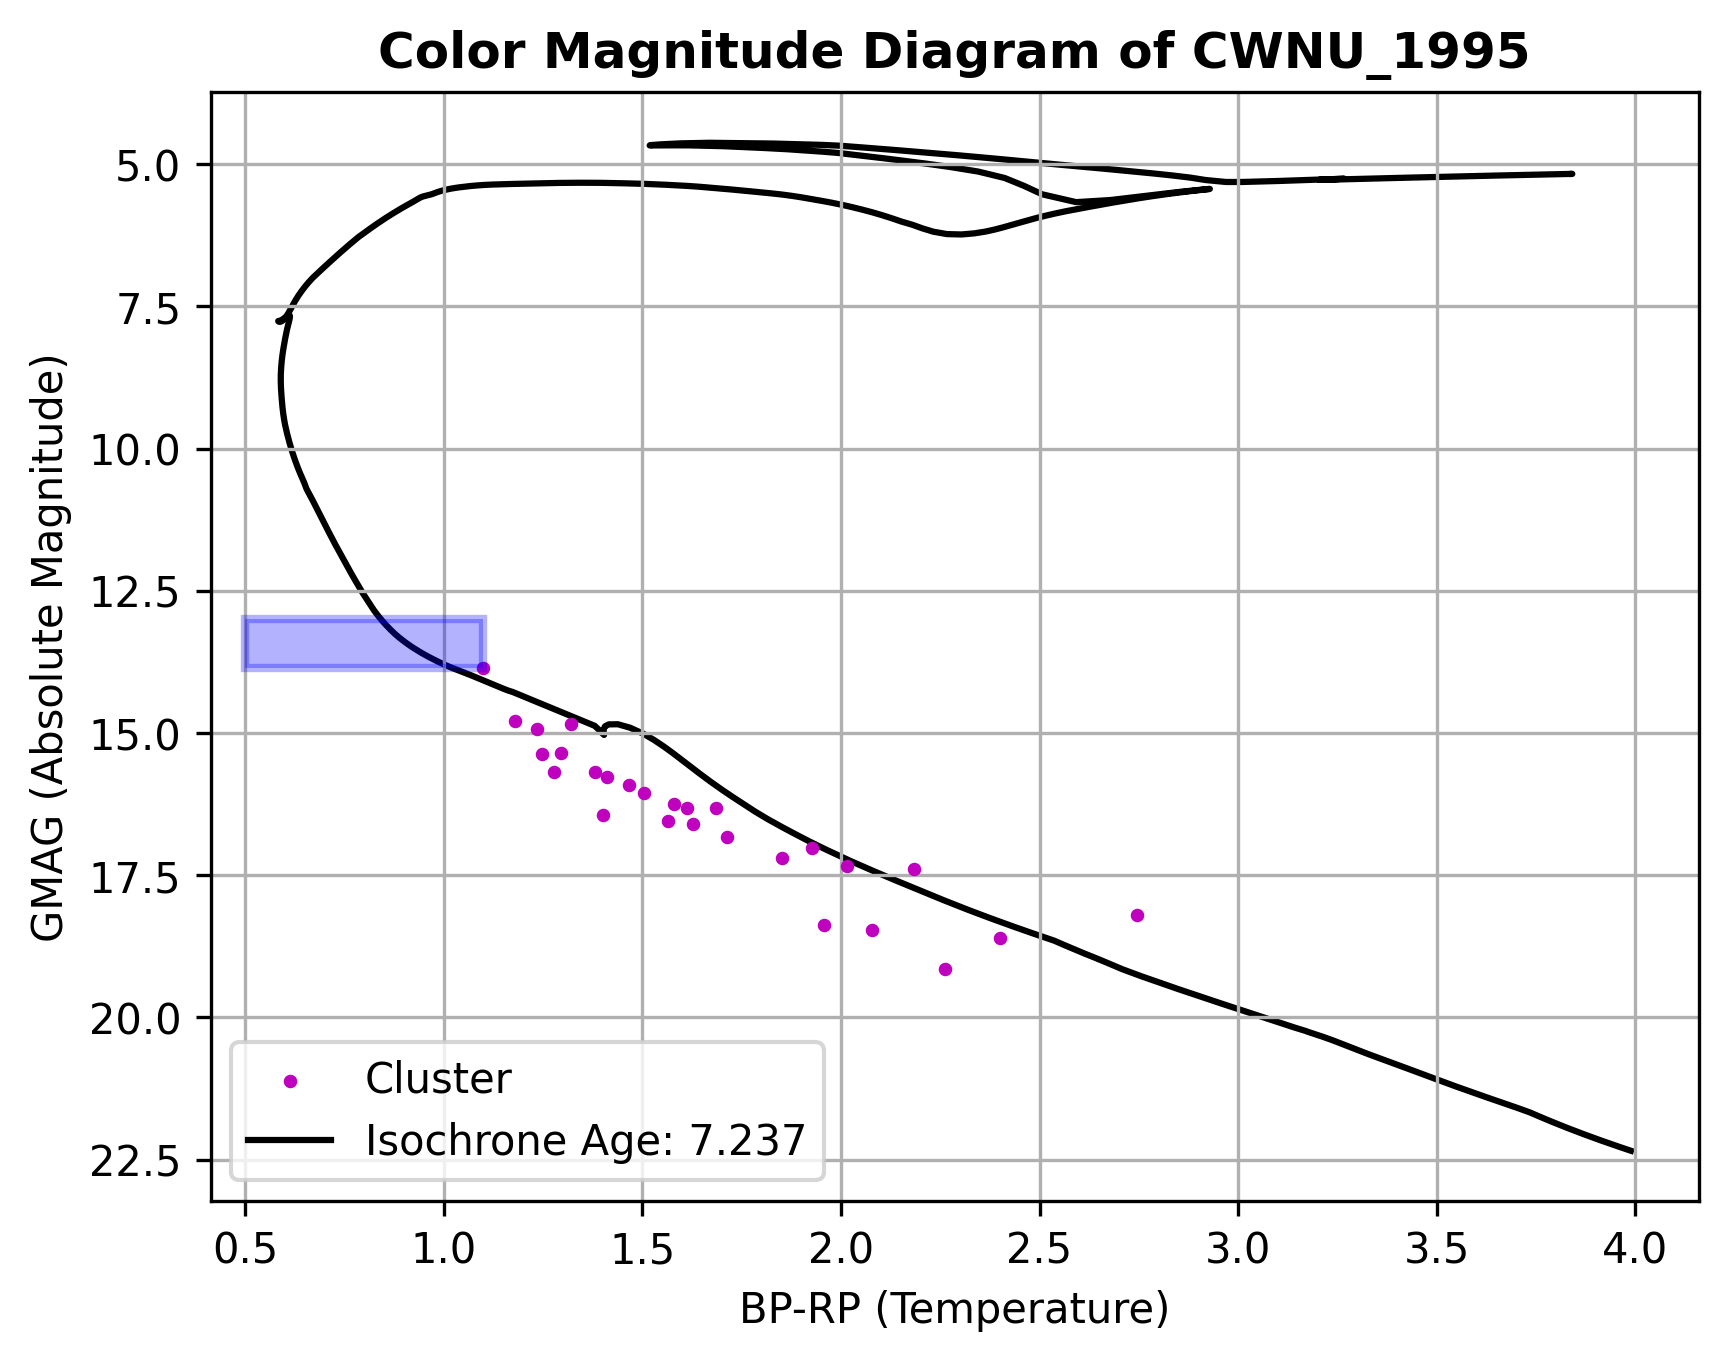 Color Magnitude Diagram of CWNU_1995
GMAG (Absolute Magnitude)
5.0
7.5
10.0
12.5
15.0
17.5
20.0
22.5
Cluster
Isochrone Age: 7.237
0.5 1.0 1.5 2.0 2.5 3.0 3.5 4.0
BP-RP (Temperature)